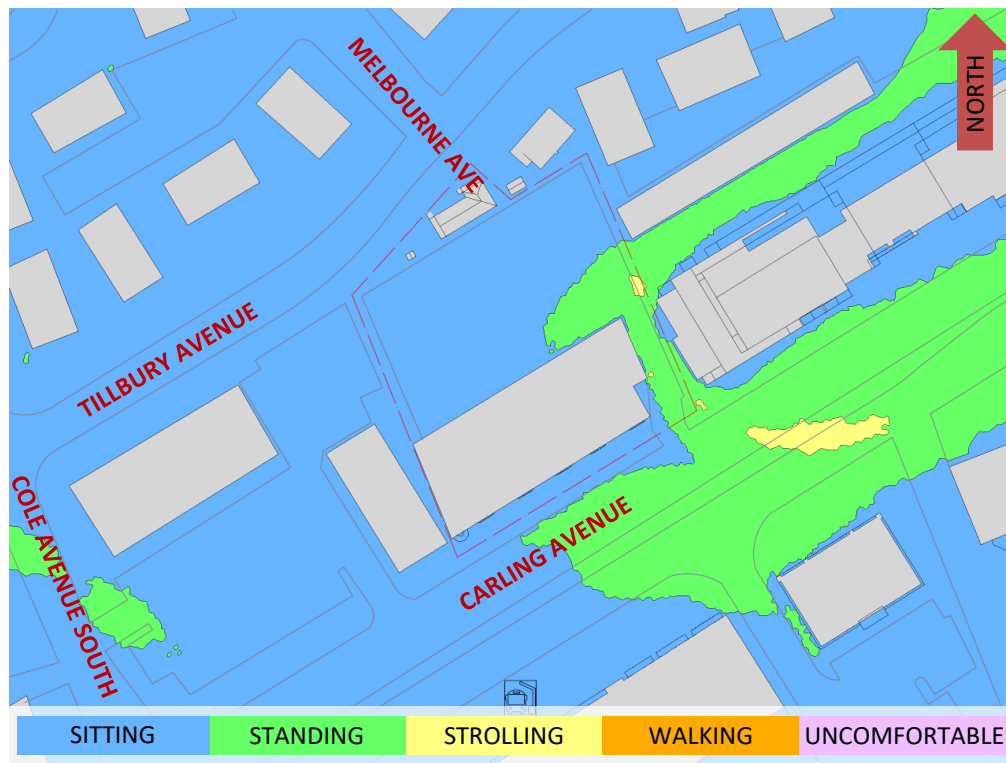 MELBOURNE AVE
NORTH
TILLBURY AVENUE
COLE AVENUE SOUTH
CARLING AVENUE
SITTING
STANDING
STROLLING
WALKING
UNCOMFORTABLE